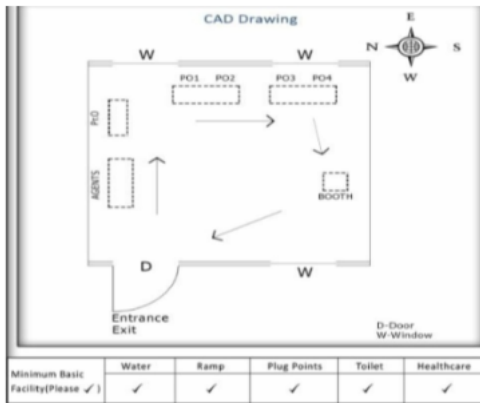 CAD Drawing
E
N S
W
W W
PO1 PO2 PO3 PO4
PrO
AGENTS
BOOTH
D W
Entrance
Exit
D-Door
W-Window
Minimum Basic
Facility(Please ✓) Water Ramp Plug Points Toilet Healthcare
✓ ✓ ✓ ✓ ✓